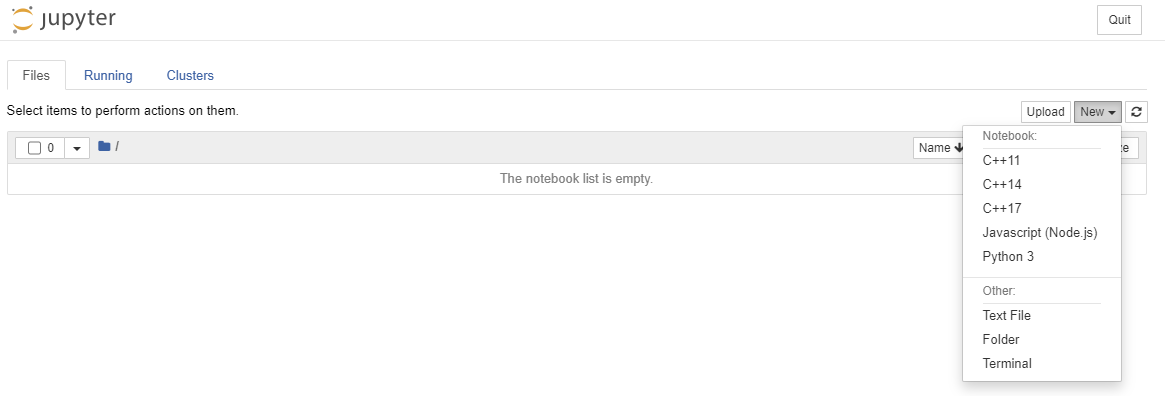 jupyter
Quit
Files Running Clusters
Select items to perform actions on them.
Upload New
0 /
Name
The notebook list is empty.
Notebook:
C++11
C++14
C++17
Javascript (Node.js)
Python 3
Other:
Text File
Folder
Terminal